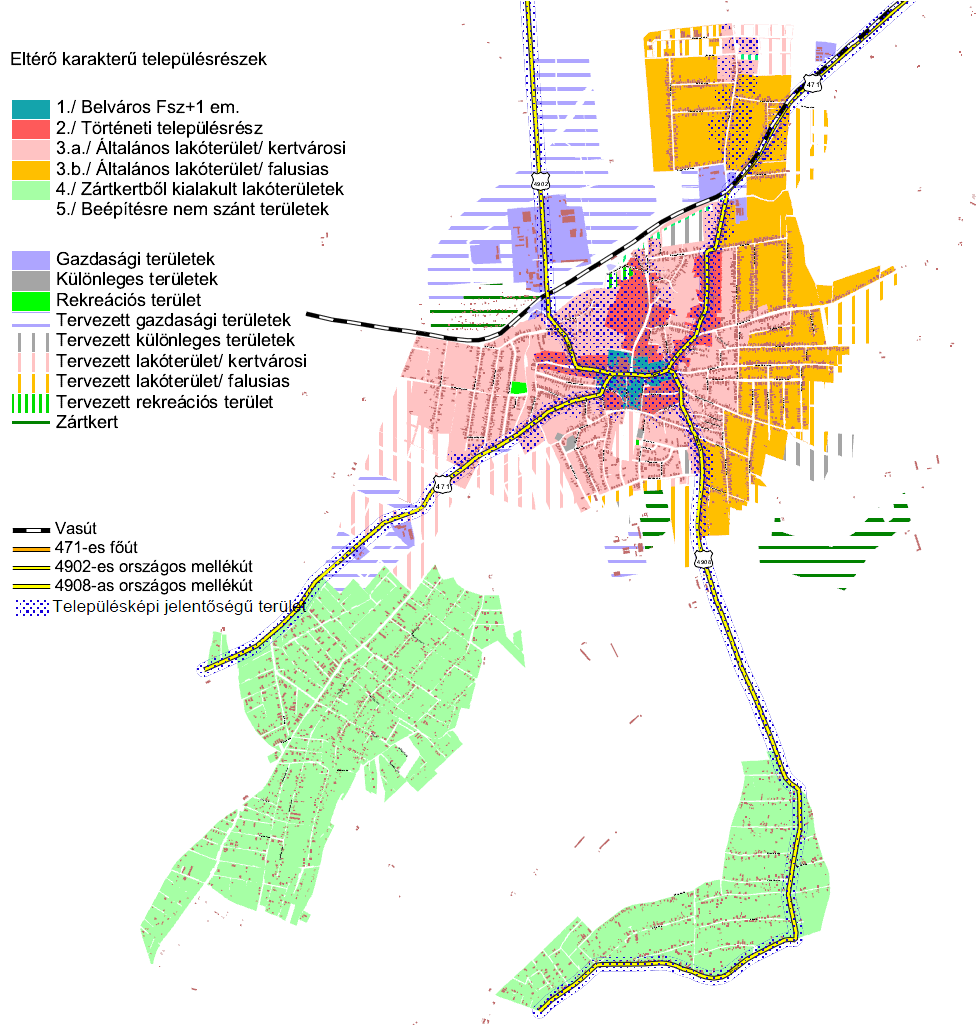 Eltérő karakterű településrészek
1./ Belváros Fsz+1 em.
2./ Történeti településrész
3.a./ Általános lakóterület/ kertvárosi
3.b./ Általános lakóterület/ falusias
4./ Zártkertből kialakult lakóterületek
5./ Beépítésre nem szánt területek
Gazdasági területek
Különleges területek
Rekreációs terület
Tervezett gazdasági területek
Tervezett különleges területek
Tervezett lakóterület/ kertvárosi
Tervezett lakóterület/ falusias
Tervezett rekreációs terület
Zártkert
Vasút
471-es főút
4902-es országos mellékút
4908-as országos mellékút
Településképi jelentőségű terület
471
4902
471
4908